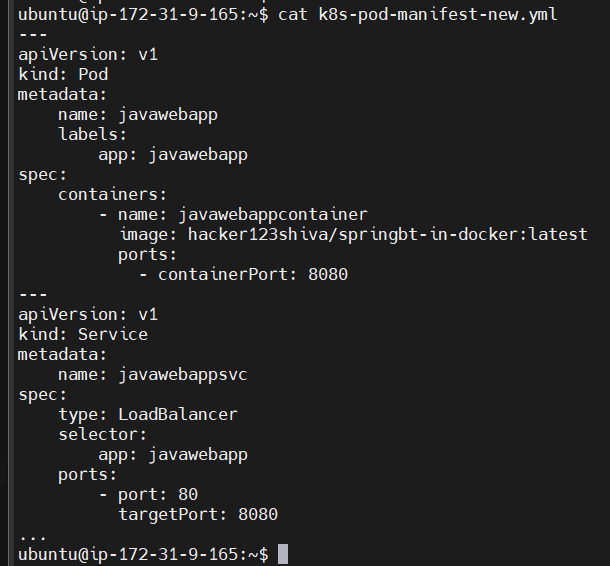 ubuntu@ip-172-31-9-165:~$ cat k8s-pod-manifest-new.yml
---
apiVersion: v1
kind: Pod
metadata:
    name: javawebapp
    labels:
        app: javawebapp
spec:
    containers:
        - name: javawebappcontainer
          image: hacker123shiva/springbt-in-docker:latest
          ports:
            - containerPort: 8080
---
apiVersion: v1
kind: Service
metadata:
    name: javawebappsvc
spec:
    type: LoadBalancer
    selector:
        app: javawebapp
    ports:
        - port: 80
          targetPort: 8080
...
ubuntu@ip-172-31-9-165:~$